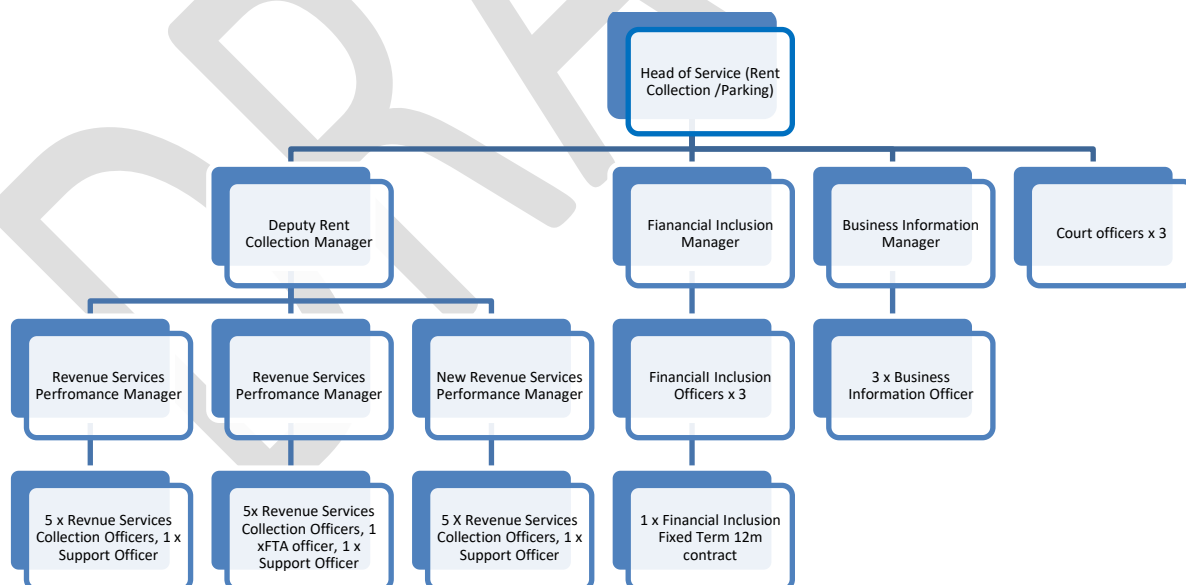 DRA
Head of Service (Rent
Collection /Parking)
Deputy Rent
Collection Manager
Fianancial Inclusion
Manager
Business Information
Manager
Court officers x 3
Revenue Services
Perfromance Manager
Revenue Services
Perfromance Manager
New Revenue Services
Performance Manager
Financiall Inclusion
Officers x 3
3 x Business
Information Officer
5 x Revnue Services
Collection Officers, 1 x
Support Officer
5x Revenue Services
Collection Officers, 1
xFTA officer, 1 x
Support Officer
5 X Revenue Services
Collection Officers, 1 x
Support Officer
1 x Financial Inclusion
Fixed Term 12m
contract